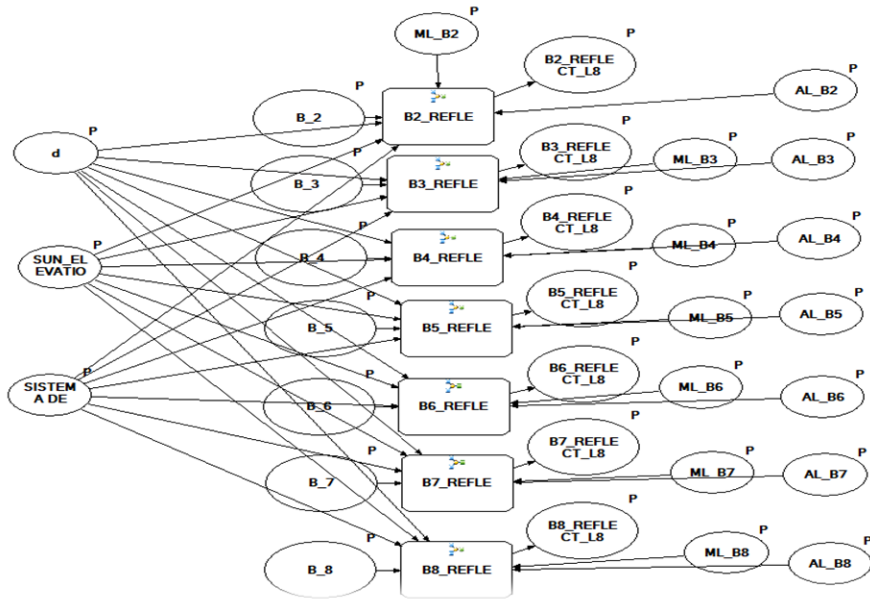 P
ML_B2
P
B2_REFLE
CT_L8
P
AL_B2
P
B_2
B2_REFLE
P
d
P
B3_REFLE
CT_L8
P
ML_B3
P
AL_B3
P
B_3
B3_REFLE
P
SUN_EL
EVATIO
P
B4_REFLE
CT_L8
P
ML_B4
P
AL_B4
P
B_4
B4_REFLE
P
B5_REFLE
CT_L8
P
ML_B5
P
AL_B5
P
B_5
B5_REFLE
P
SISTEM
A DE
P
B6_REFLE
CT_L8
P
ML_B6
P
AL_B6
P
B_6
B6_REFLE
P
B7_REFLE
CT_L8
P
ML_B7
P
AL_B7
P
B_7
B7_REFLE
P
B8_REFLE
CT_L8
P
ML_B8
P
AL_B8
P
B_8
B8_REFLE